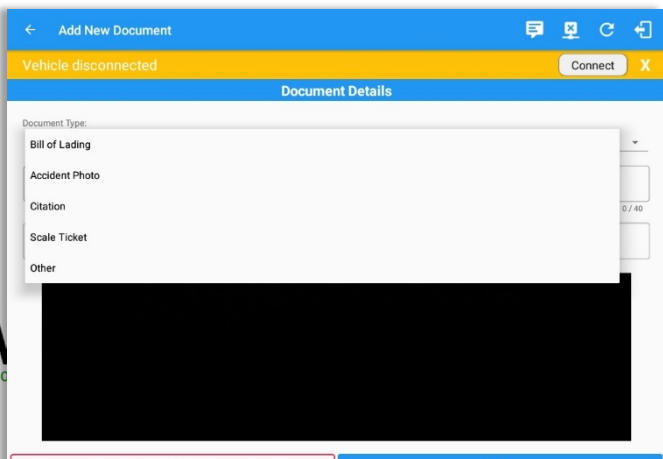 Add New Document
Vehicle disconnected
Connect X
Document Details
Document Type:
Bill of Lading
Accident Photo
Citation
0 / 40
Scale Ticket
Other